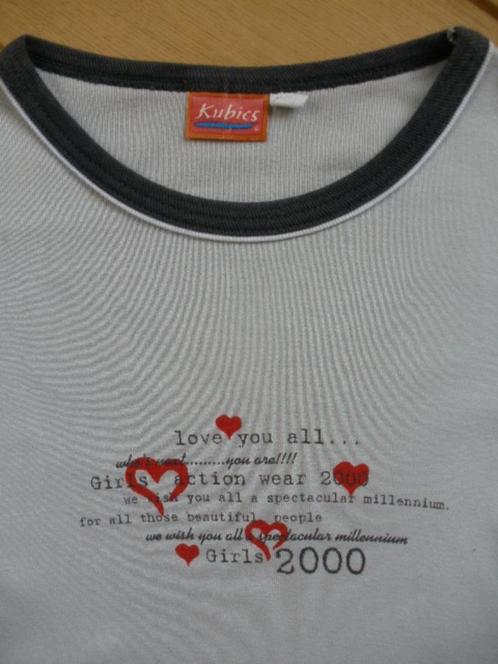 Kubics
love you all...
who's next.........you are!!!!
Girls action wear 2000
we wish you all a spectacular millennium.
for all those beautiful people
we wish you all a spectacular millennium
Girls 2000